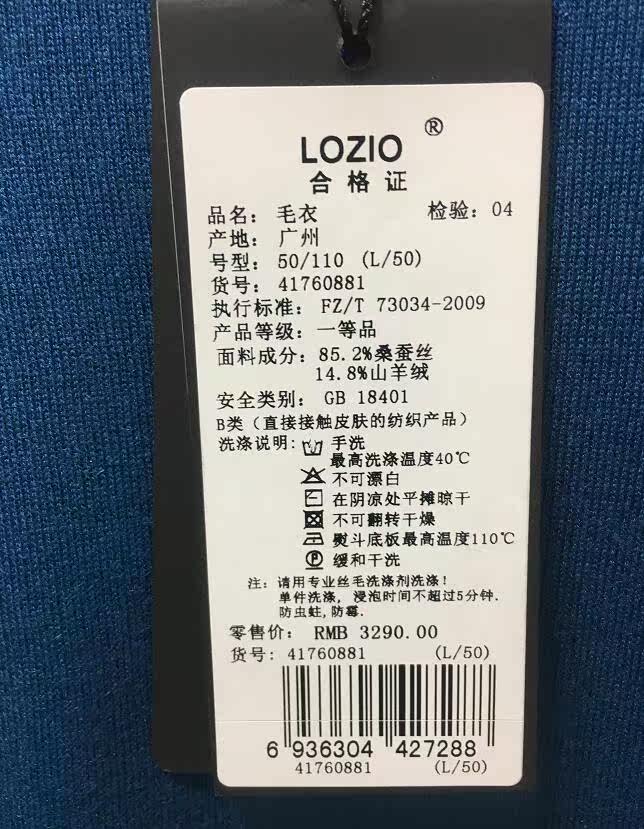 LOZIO ®
合格证
品名：毛衣 检验：04
产地：广州
号型：50/110 (L/50)
货号：41760881
执行标准：FZ/T 73034-2009
产品等级：一等品
面料成分：85.2%桑蚕丝
14.8%山羊绒
安全类别：GB 18401
B类（直接接触皮肤的纺织产品）
洗涤说明：手洗
最高洗涤温度40℃
不可漂白
在阴凉处平摊晾干
不可翻转干燥
熨斗底板最高温度110℃
P 缓和干洗
注：请用专业丝毛洗涤剂洗涤！
单件洗涤，浸泡时间不超过5分钟.
防虫蛀,防霉.
零售价：RMB 3290.00
货号：41760881 (L/50)
6 936304 427288
41760881 (L/50)